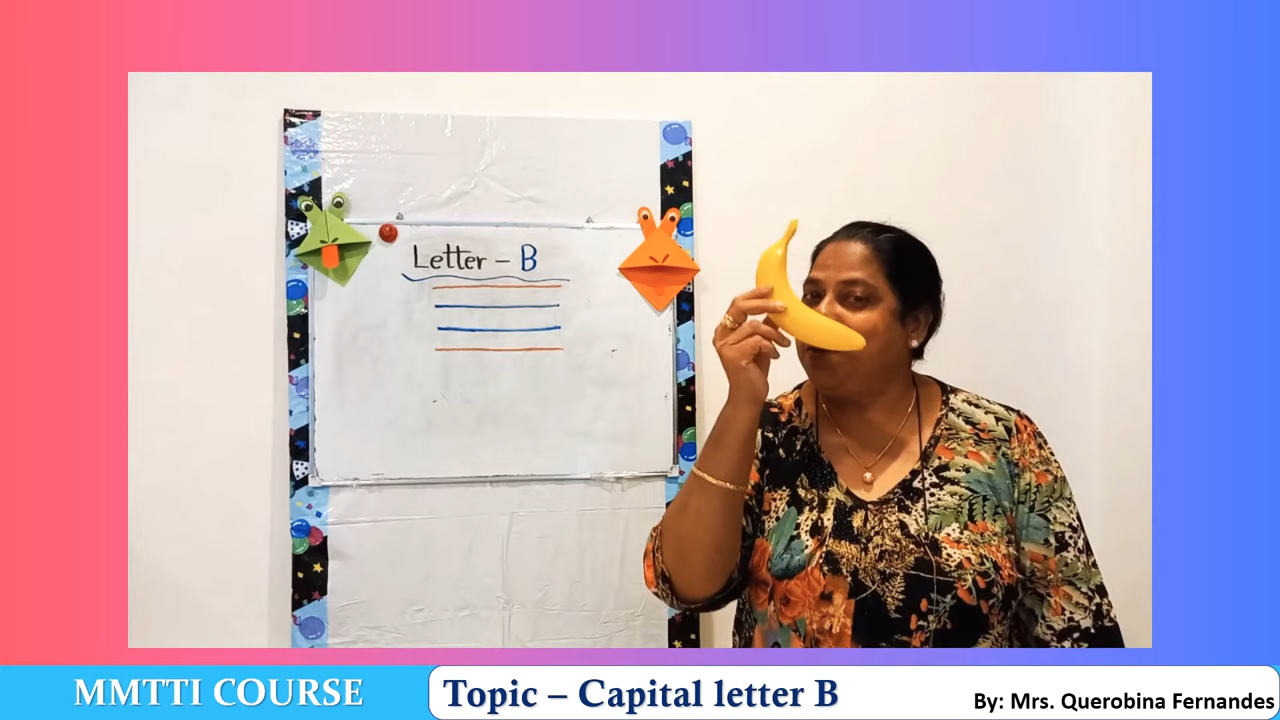 Letter – B
MMTTI COURSE
Topic – Capital letter B
By: Mrs. Querobina Fernandes